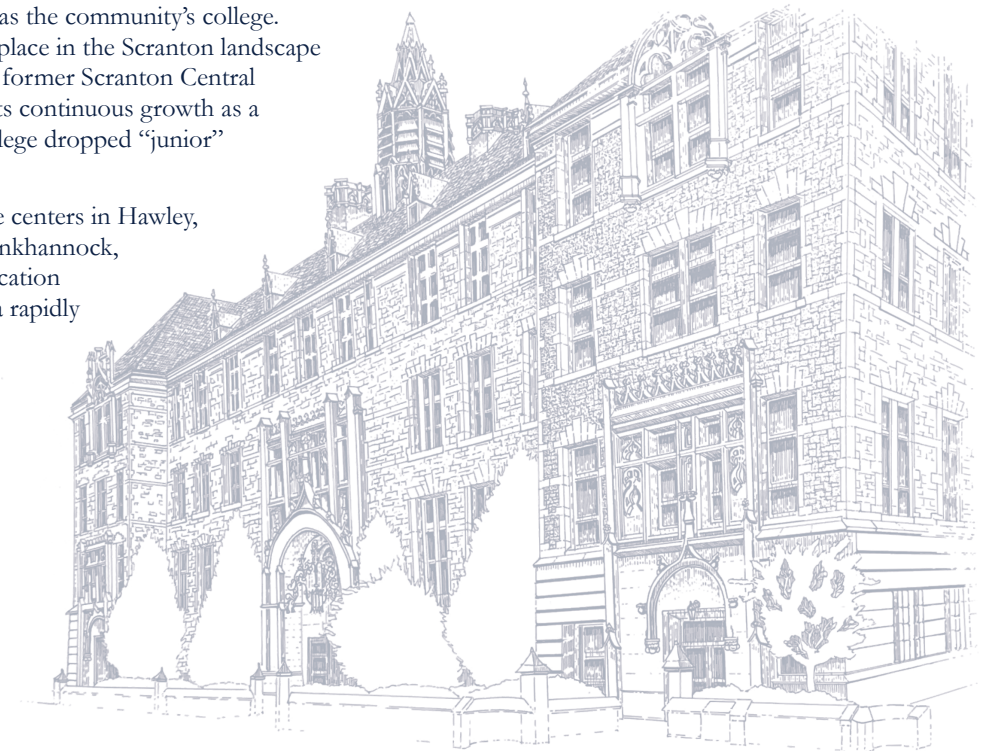 as the community’s college.
place in the Scranton landscape
former Scranton Central
ts continuous growth as a
lege dropped “junior”
e centers in Hawley,
nkhannock,
cation
a rapidly